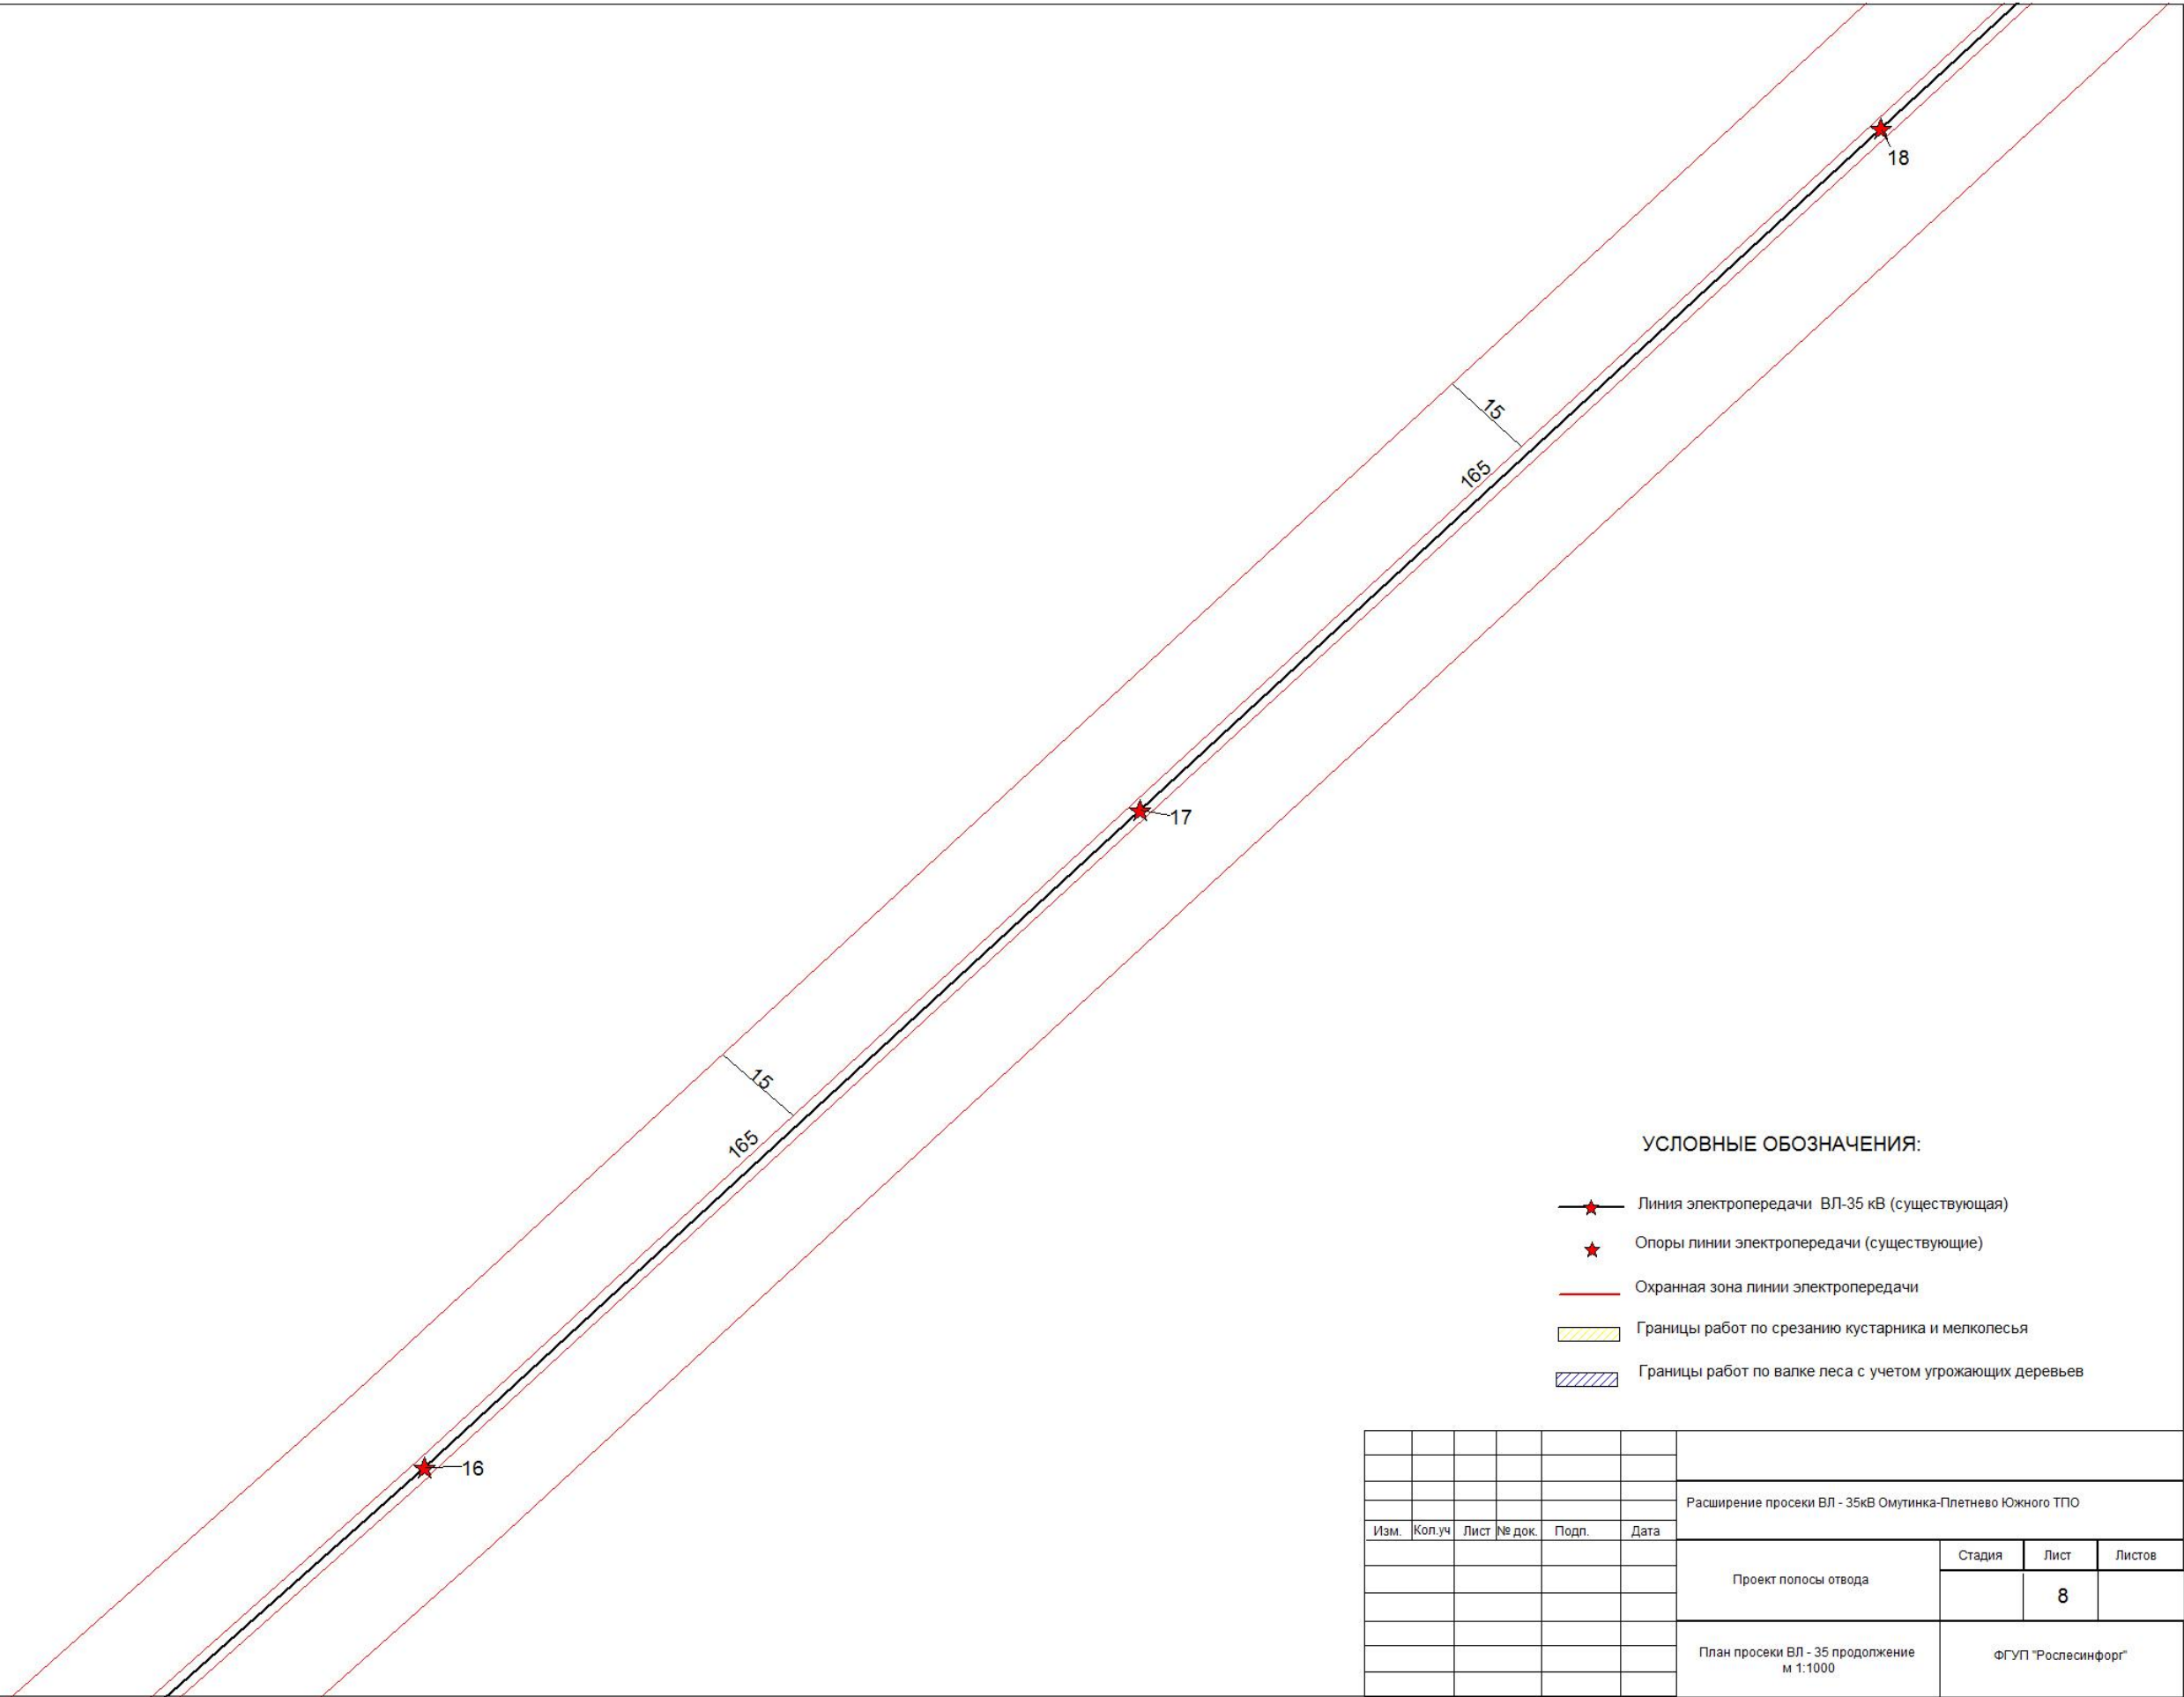 18
15
165
17
15
165
16
УСЛОВНЫЕ ОБОЗНАЧЕНИЯ:
Линия электропередачи ВЛ-35 кВ (существующая)
Опоры линии электропередачи (существующие)
Охранная зона линии электропередачи
Границы работ по срезанию кустарника и мелколесья
Границы работ по валке леса с учетом угрожающих деревьев
Расширение просеки ВЛ - 35кВ Омутинка-Плетнево Южного ТПО
Изм. Кол.уч Лист № док. Подп. Дата
Проект полосы отвода
Стадия Лист Листов
8
План просеки ВЛ - 35 продолжение
м 1:1000
ФГУП "Рослесинфорг"